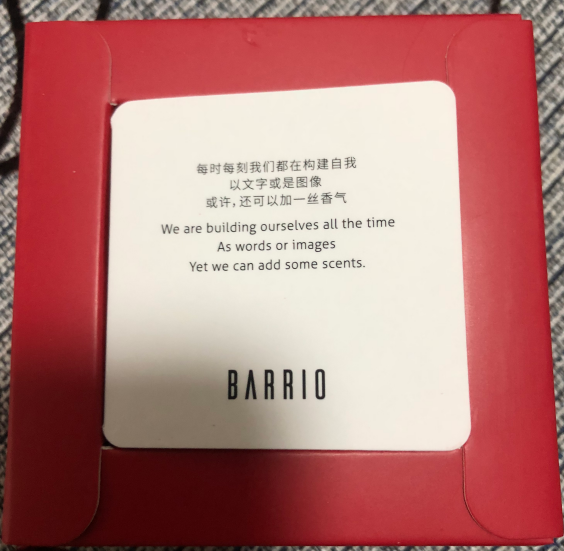 每时每刻我们都在构建自我
以文字或是图像
或许,还可以加一丝香气
We are building ourselves all the time
As words or images
Yet we can add some scents.
BARRIO